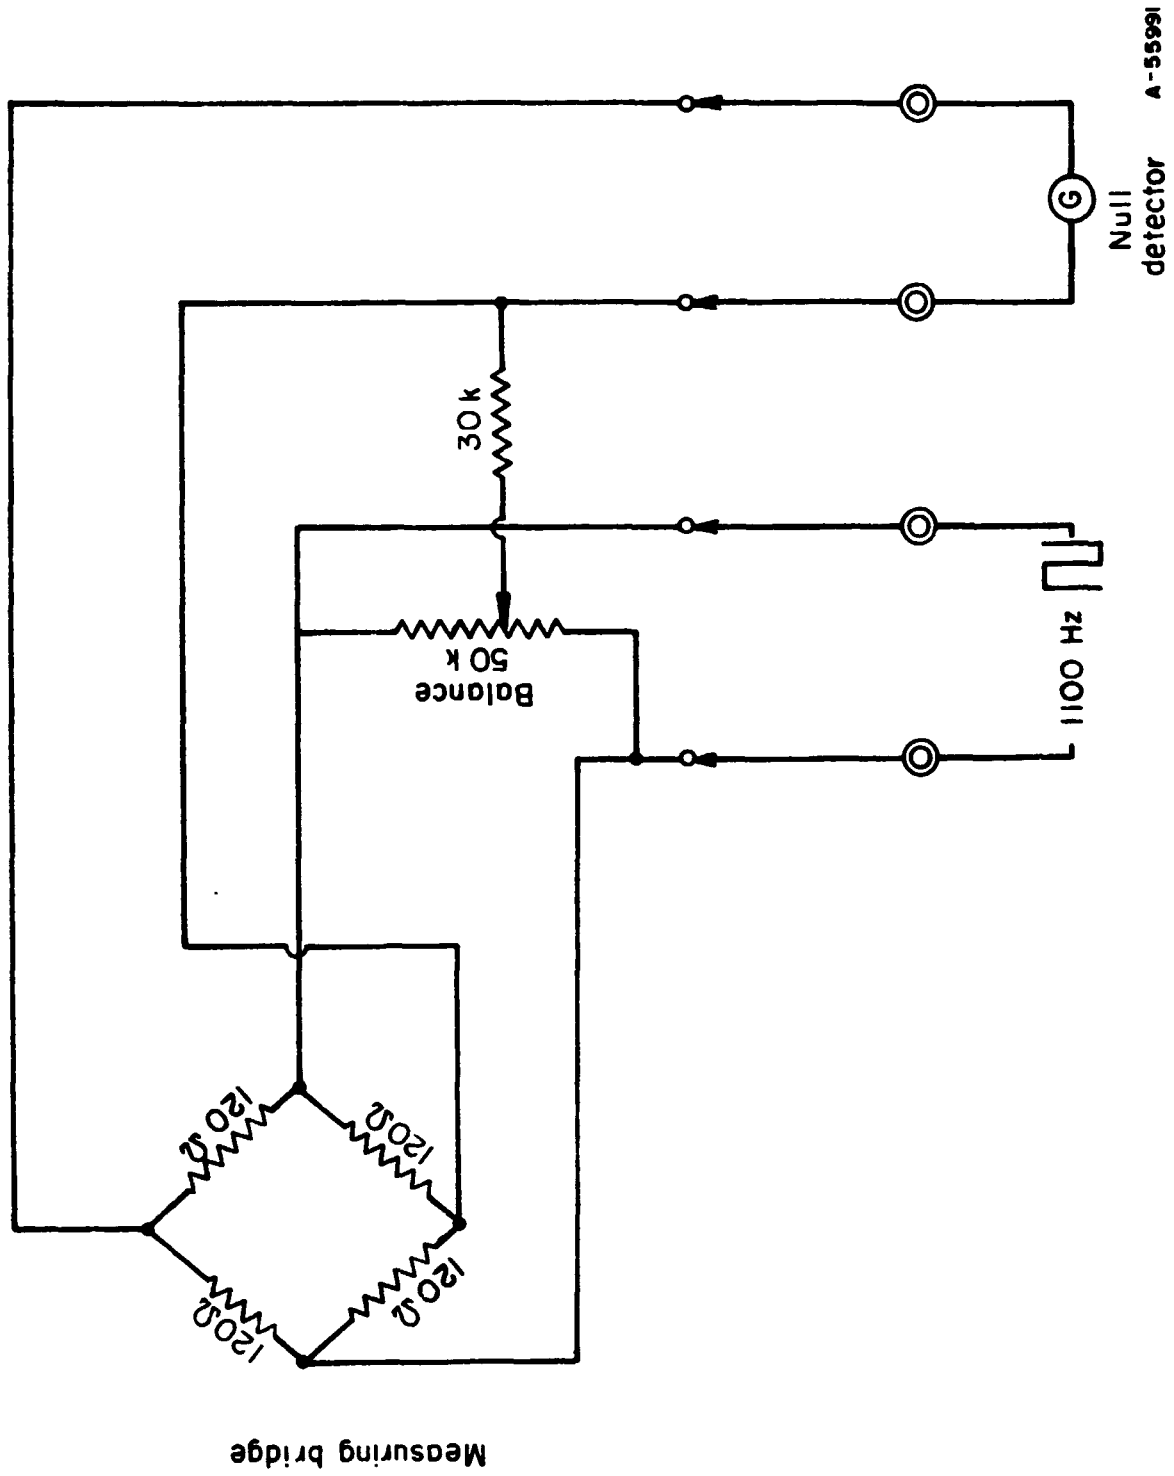 A-55991
Null
detector
G
30 k
50 k
Balance
1100 Hz
120Ω
120Ω
120Ω
120Ω
Measuring bridge